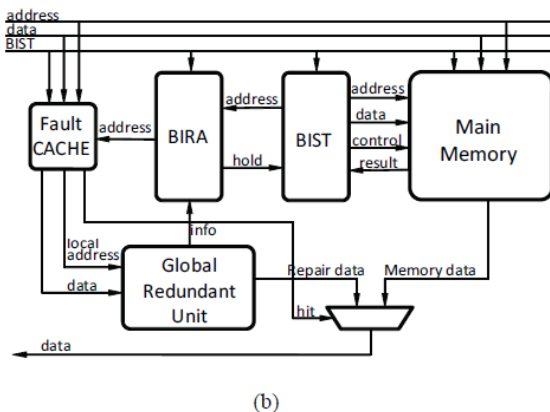 address
data
BIST
Fault
CACHE
address
BIRA
address
hold
BIST
address
data
control
result
Main
Memory
local
address
data
info
Global
Redundant
Unit
Repair data
Memory data
hit
data
(b)